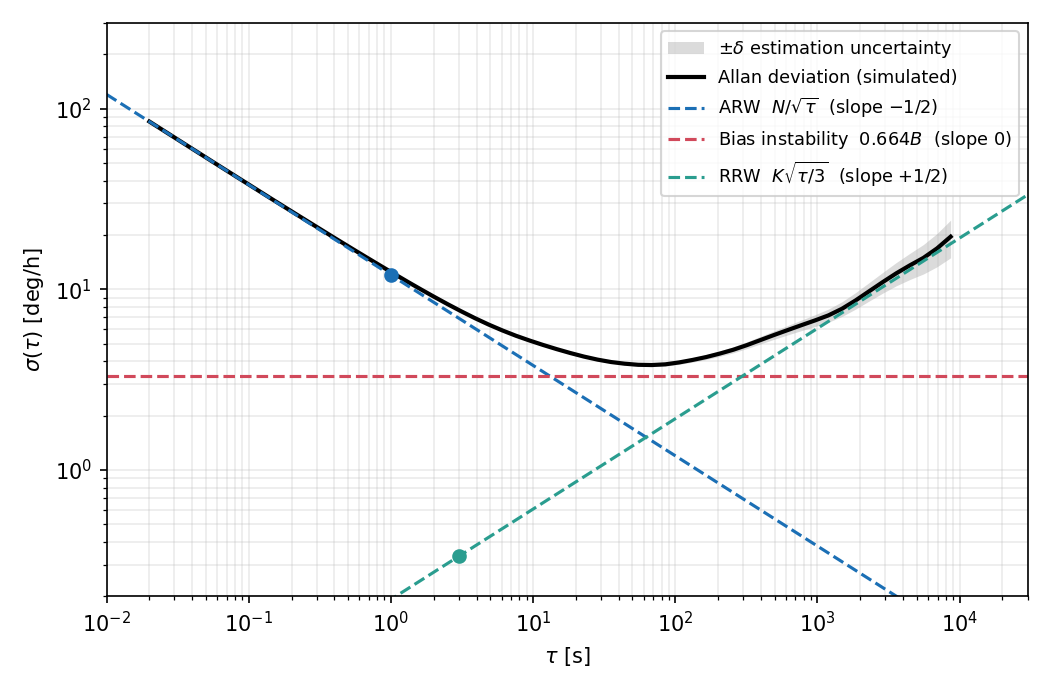 ±δ estimation uncertainty
Allan deviation (simulated)
ARW N/√τ (slope −1/2)
Bias instability 0.664B (slope 0)
RRW K√τ/3 (slope +1/2)
σ(τ) [deg/h]
10²
10¹
10⁰
10⁻² 10⁻¹ 10⁰ 10¹ 10² 10³ 10⁴
τ [s]